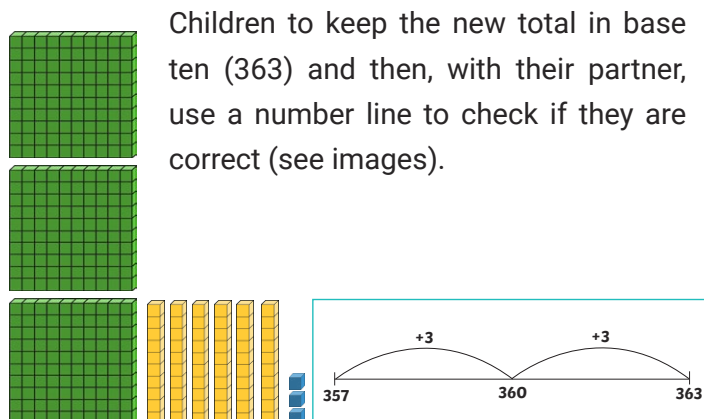 Children to keep the new total in base
ten (363) and then, with their partner,
use a number line to check if they are
correct (see images).
+3 +3
357 360 363